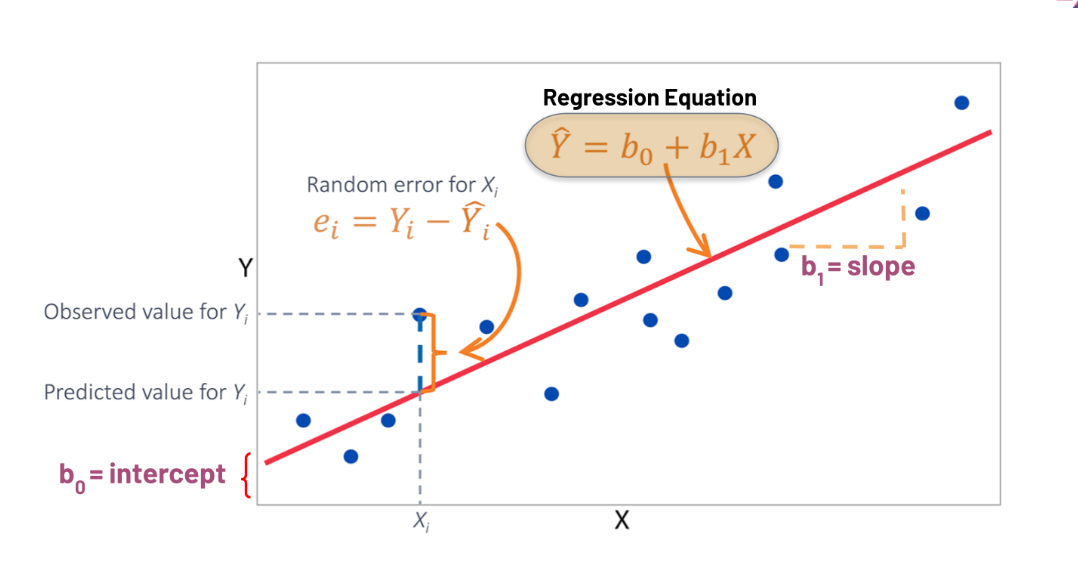 Regression Equation
Ŷ = b₀ + b₁X
Random error for Xᵢ
eᵢ = Yᵢ − Ŷᵢ
Y
b₁ = slope
Observed value for Yᵢ
Predicted value for Yᵢ
b₀ = intercept
Xᵢ
X